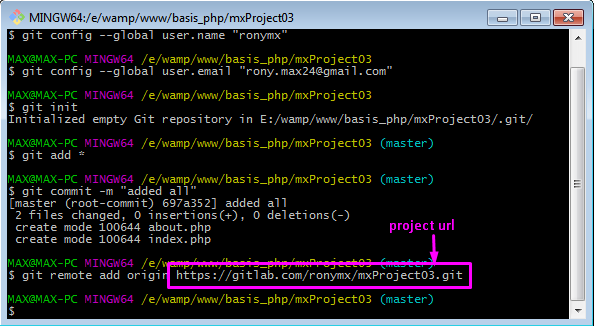 MINGW64:/e/wamp/www/basis_php/mxProject03
$ git config --global user.name "ronymx"
MAX@MAX-PC MINGW64 /e/wamp/www/basis_php/mxProject03
$ git config --global user.email "rony.max24@gmail.com"
MAX@MAX-PC MINGW64 /e/wamp/www/basis_php/mxProject03
$ git init
Initialized empty Git repository in E:/wamp/www/basis_php/mxProject03/.git/
MAX@MAX-PC MINGW64 /e/wamp/www/basis_php/mxProject03 (master)
$ git add *
MAX@MAX-PC MINGW64 /e/wamp/www/basis_php/mxProject03 (master)
$ git commit -m "added all"
[master (root-commit) 697a352] added all
2 files changed, 0 insertions(+), 0 deletions(-)
create mode 100644 about.php
create mode 100644 index.php
project url
MAX@MAX-PC MINGW64 /e/wamp/www/basis_php/mxProject03 (master)
$ git remote add origin https://gitlab.com/ronymx/mxProject03.git
MAX@MAX-PC MINGW64 /e/wamp/www/basis_php/mxProject03 (master)
$